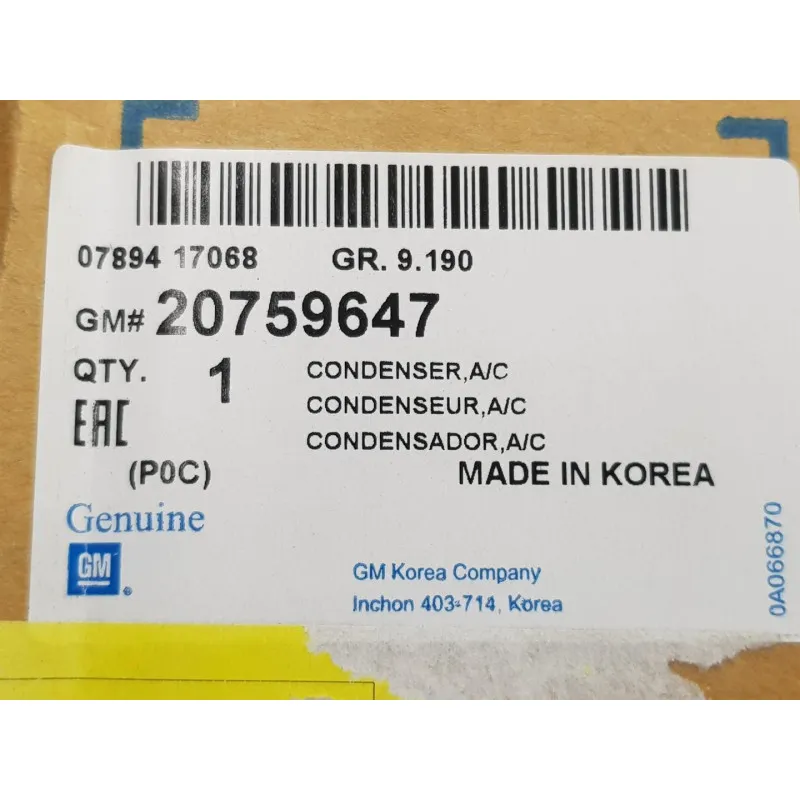 07894 17068 GR. 9.190
GM# 20759647
QTY. 1 CONDENSER,A/C
CONDENSEUR,A/C
EAC
CONDENSADOR,A/C
(P0C) MADE IN KOREA
Genuine
GM
GM Korea Company
Inchon 403-714, Korea
0A066870